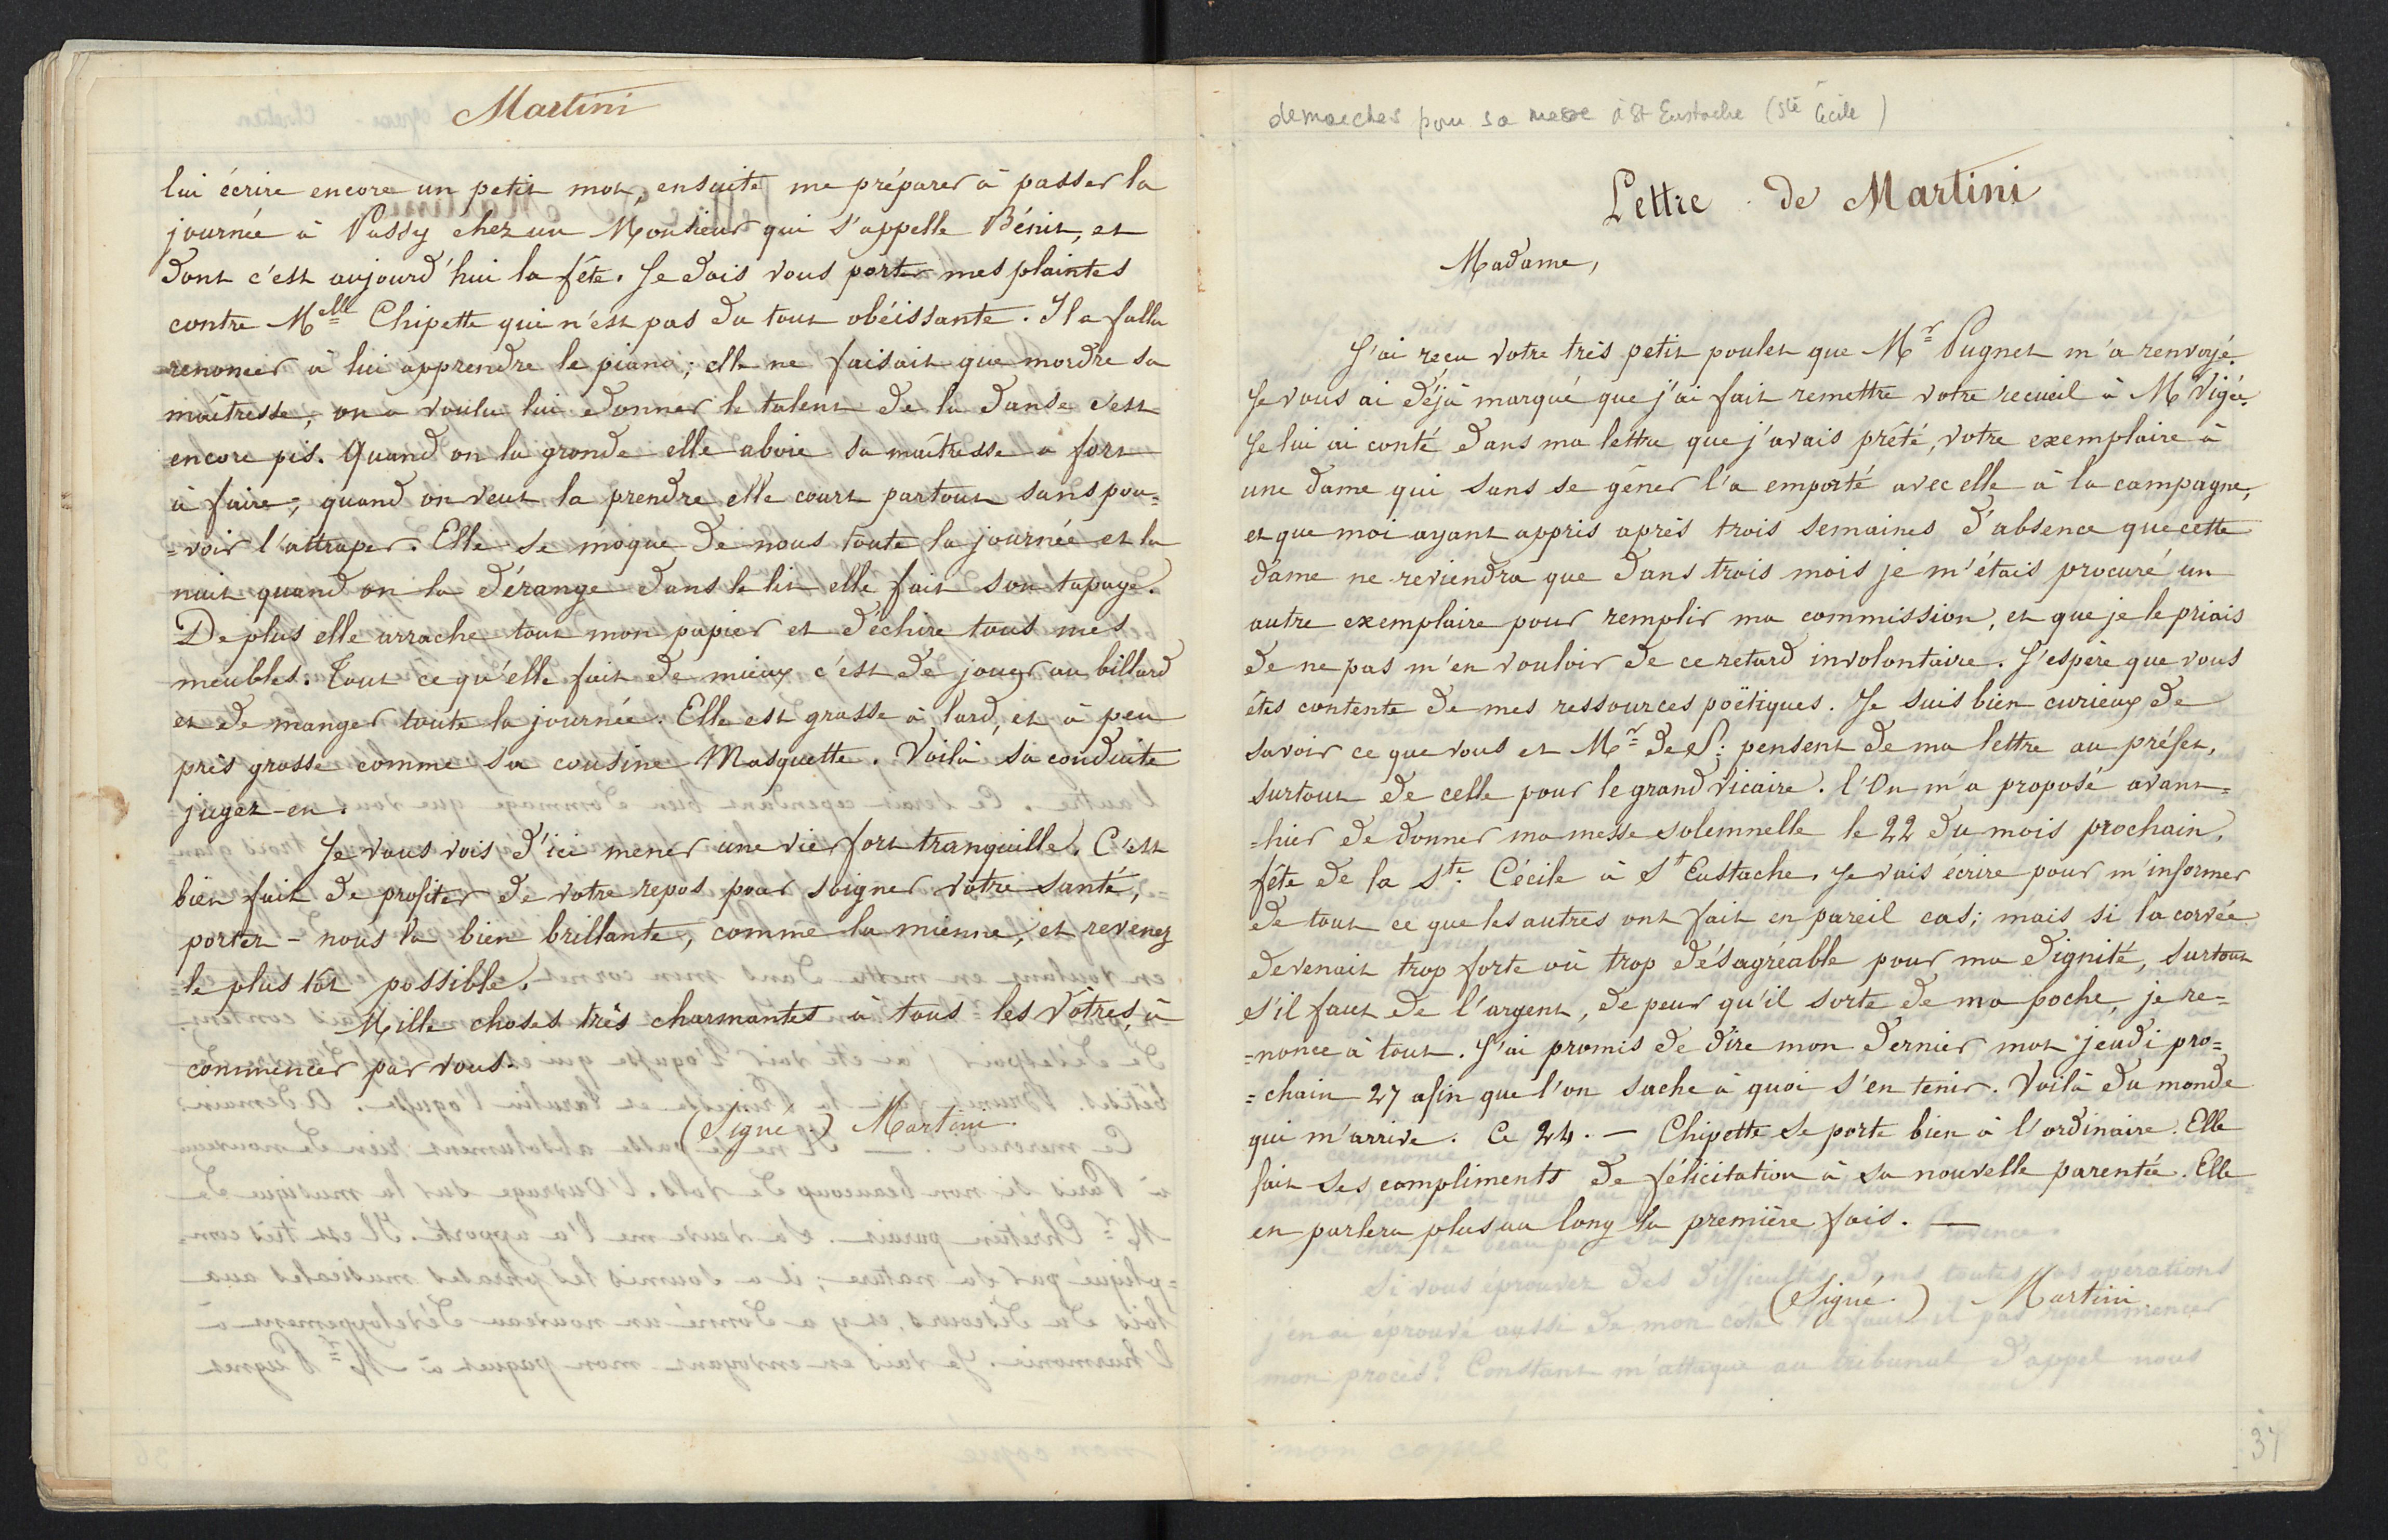 Martini
lui écrire encore un petit mot, ensuite me préparer à passer la
journée à Passy chez un Monsieur qui s'appelle Bénit, et
dont c'est aujourd'hui la fête. Je dois vous porter mes plaintes
contre Melle Chipette qui n'est pas du tout obéissante. Il a fallu
renoncer à lui apprendre le piano; elle ne faisait que mordre sa
maîtresse, on a voulu lui donner le talent de la danse c'est
encore pis. Quand on la gronde elle aboie sa maîtresse a fort
à faire; quand on veut la prendre elle court partout sans pou=
=voir l'attraper. Elle se moque de nous toute la journée et la
nuit quand on la dérange dans le lit elle fait son tapage.
De plus elle arrache tout mon papier et déchire tous mes
meubles. Tout ce qu'elle fait de mieux c'est de jouer au billard
et de manger toute la journée. Elle est grasse à lard, et à peu
près grosse comme sa cousine Masquette. Voilà sa conduite
jugez-en.
Je vous vois d'ici mener une vie fort tranquille. C'est
bien fait de profiter de votre repos pour soigner votre santé,
portez-nous la bien brillante, comme la mienne, et revenez
le plus tôt possible.
Mille choses très charmantes à tous les Vôtres, à
commencer par vous.
(Signé.) Martini.
demarches pour sa messe à St Eustache (Ste Cécile)
Lettre de Martini
Madame,
J'ai reçu votre très petit poulet que Mr Pugnet m'a renvoyé.
Je vous ai déjà marqué que j'ai fait remettre votre recueil à M Vigée.
Je lui ai conté dans ma lettre que j'avais prêté, votre exemplaire à
une dame qui sans se gêner l'a emporté avec elle à la campagne,
et que moi ayant appris après trois semaines d'absence que cette
dame ne reviendra que dans trois mois je m'étais procuré un
autre exemplaire pour remplir ma commission, et que je le priais
de ne pas m'en vouloir de ce retard involontaire. J'espère que vous
êtes contente de mes ressources poëtiques. Je suis bien curieux de
savoir ce que vous et Mr de S: pensent de ma lettre au préfet,
surtout de celle pour le grand Vicaire. l'On m'a proposé avant=
=hier de donner ma messe solemnelle le 22 du mois prochain,
fête de la Ste Cécile à St Eustache. Je vais écrire pour m'informer
de tout ce que les autres ont fait en pareil cas; mais si la corvée
devenait trop forte où trop désagréable pour ma dignité, surtout
s'il faut de l'argent, de peur qu'il sorte de ma poche, je re=
=nonce à tout. J'ai promis de dire mon dernier mot jeudi pro=
=chain 27 afin que l'on sache à quoi s'en tenir. Voilà du monde
qui m'arrive. Ce 24. — Chipette se porte bien à l'ordinaire. Elle
fait ses compliments de félicitation à sa nouvelle parentée. Elle
en parlera plus au long la première fois. —
(Signé.) Martini.
37